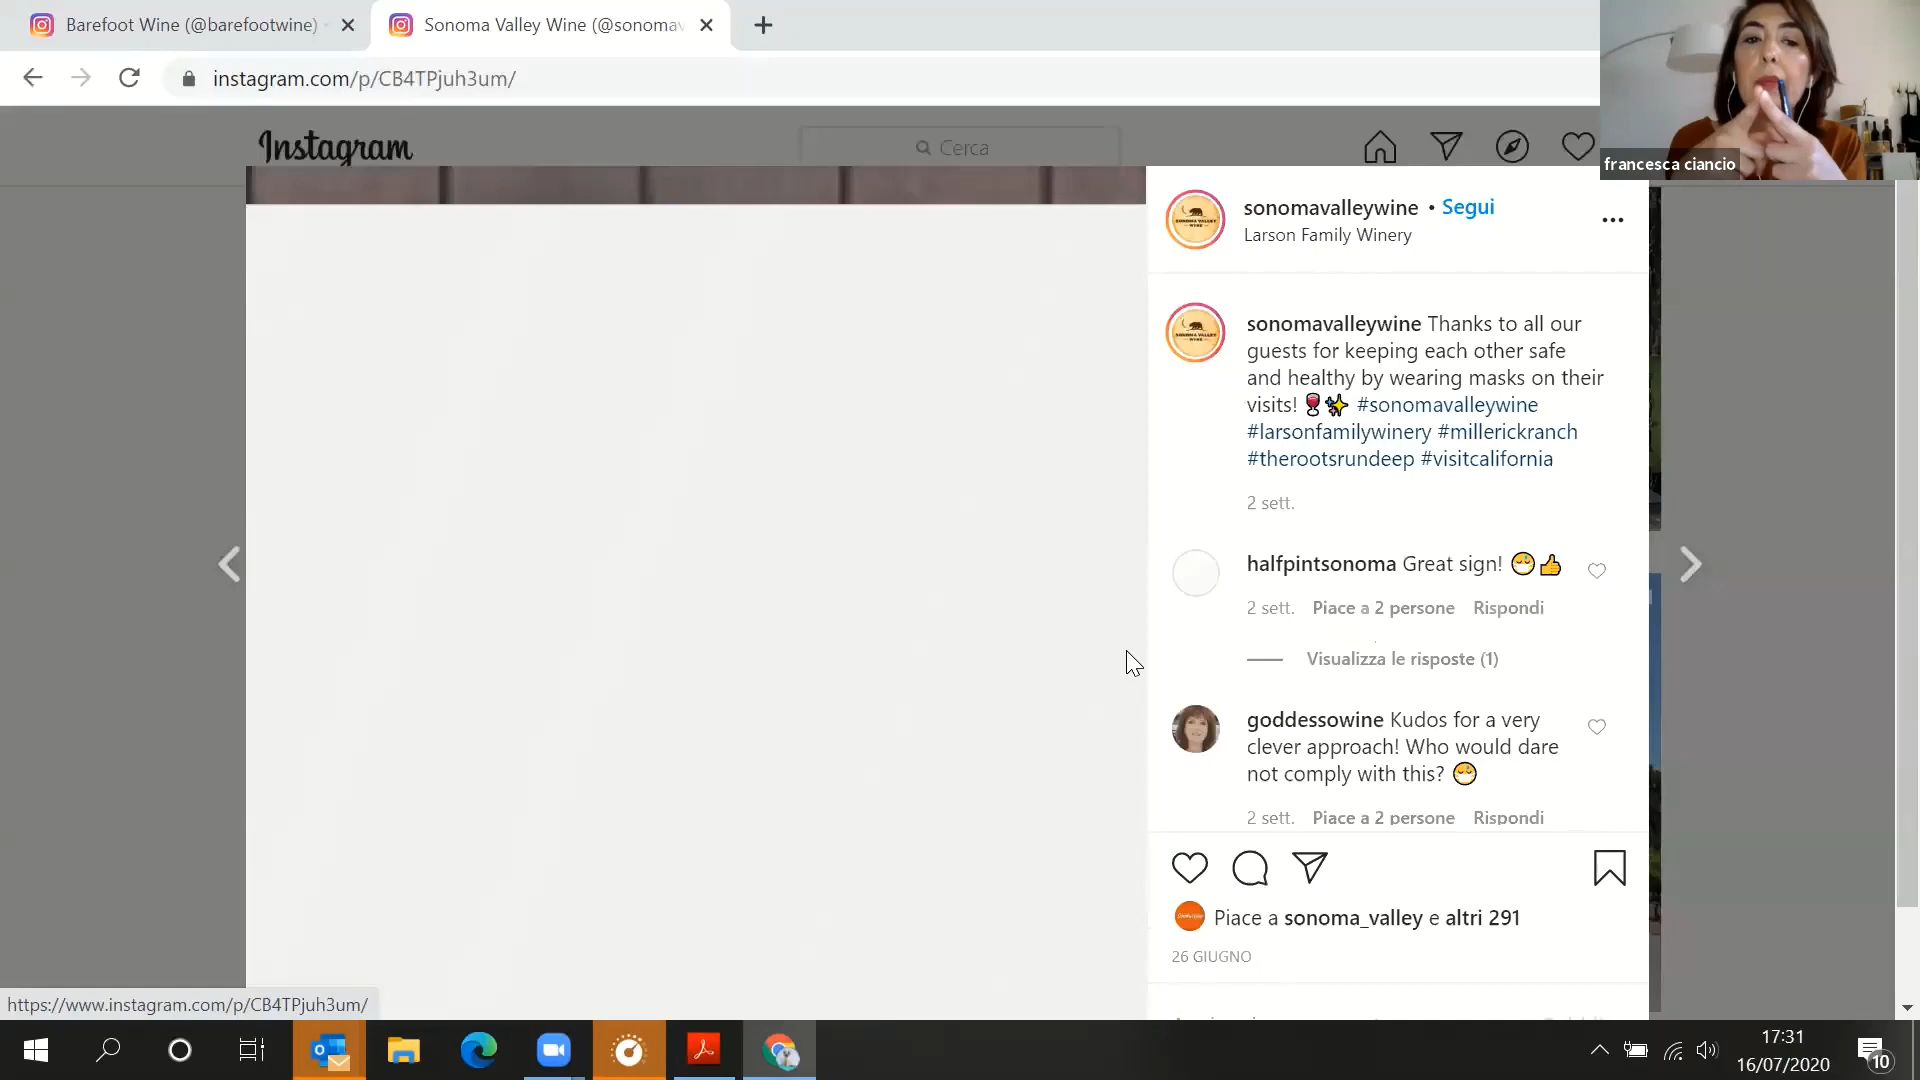 Barefoot Wine (@barefootwine)
Sonoma Valley Wine (@sonomav
instagram.com/p/CB4TPjuh3um/
Instagram
Cerca
francesca ciancio
sonomavalleywine • Segui
Larson Family Winery
sonomavalleywine Thanks to all our
guests for keeping each other safe
and healthy by wearing masks on their
visits! 🍷✨ #sonomavalleywine
#larsonfamilywinery #millerickranch
#therootsrundeep #visitcalifornia
2 sett.
halfpintsonoma Great sign! 😷👍
2 sett. Piace a 2 persone Rispondi
Visualizza le risposte (1)
goddessowine Kudos for a very
clever approach! Who would dare
not comply with this? 😷
2 sett. Piace a 2 persone Rispondi
Piace a sonoma_valley e altri 291
26 GIUGNO
https://www.instagram.com/p/CB4TPjuh3um/
17:31
16/07/2020
10